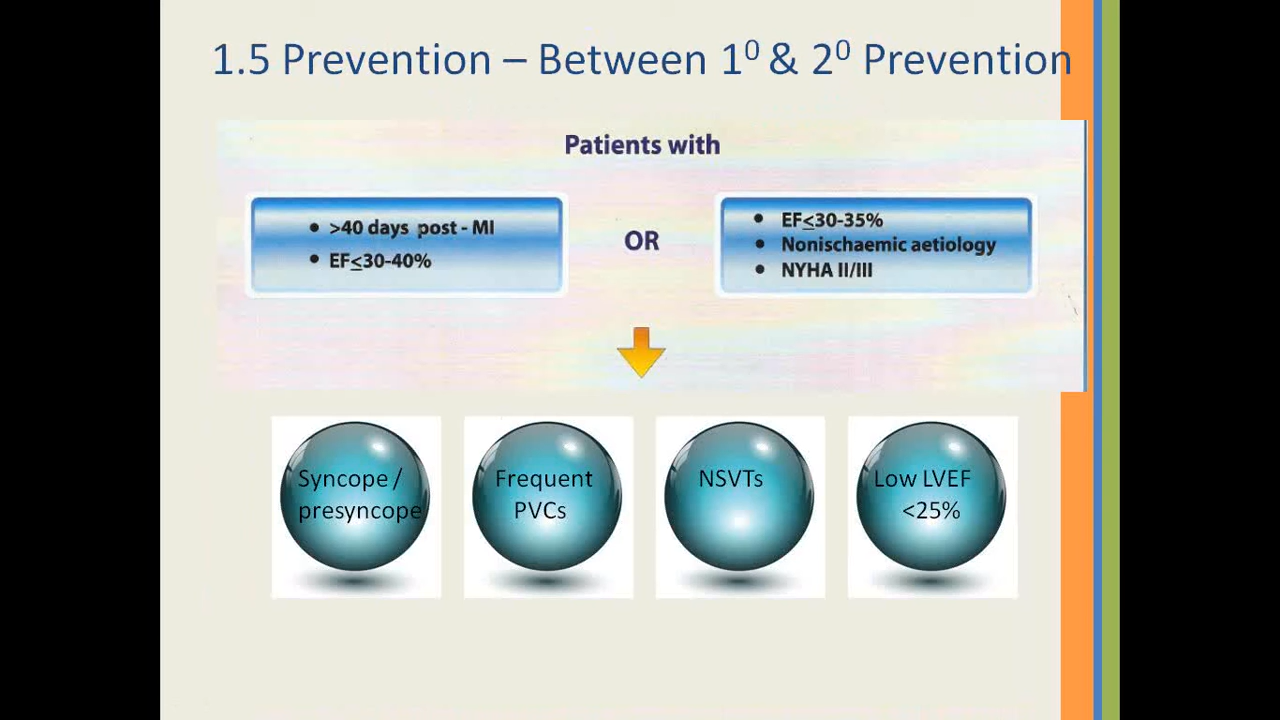 1.5 Prevention – Between 1⁰ & 2⁰ Prevention
Patients with
• >40 days post - MI
• EF≤30-40%
OR
• EF≤30-35%
• Nonischaemic aetiology
• NYHA II/III
Syncope /
presyncope
Frequent
PVCs
NSVTs
Low LVEF
<25%